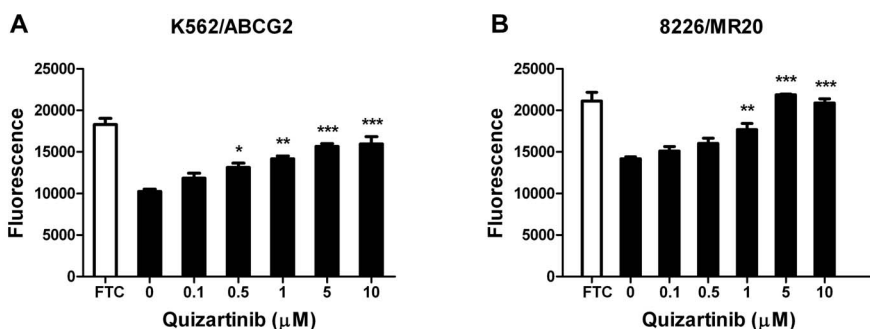 A
K562/ABCG2
Fluorescence
25000
20000
15000
10000
5000
0
*
**
***
***
FTC 0 0.1 0.5 1 5 10
Quizartinib (μM)
B
8226/MR20
Fluorescence
25000
20000
15000
10000
5000
0
**
***
***
FTC 0 0.1 0.5 1 5 10
Quizartinib (μM)